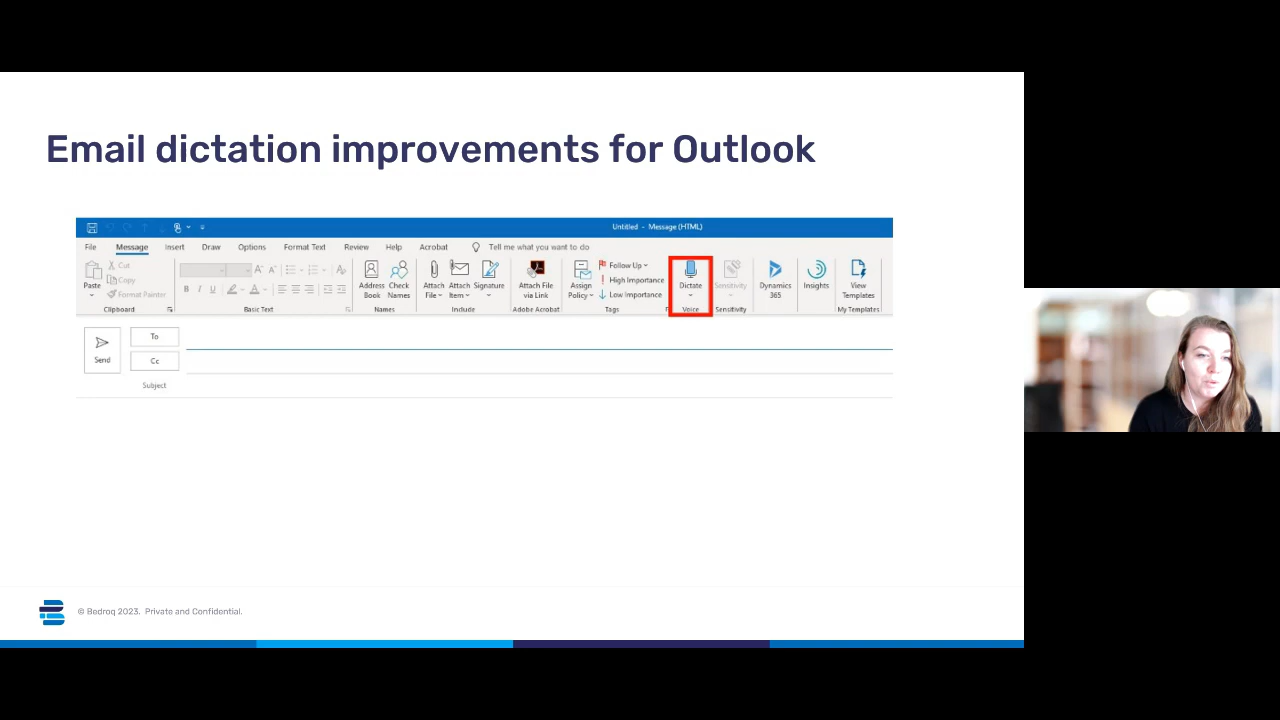 Email dictation improvements for Outlook
Untitled - Message (HTML)
File Message Insert Draw Options Format Text Review Help Acrobat Tell me what you want to do
Paste
Cut
Copy
Format Painter
Clipboard
B I U
Basic Text
Address Book
Check Names
Names
Attach File
Attach Item
Signature
Include
Attach File via Link
Adobe Acrobat
Assign Policy
Follow Up
High Importance
Low Importance
Tags
Dictate
Voice
Sensitivity
Sensitivity
Dynamics 365
Insights
View Templates
My Templates
Send
To
Cc
Subject
© Bedroq 2023. Private and Confidential.